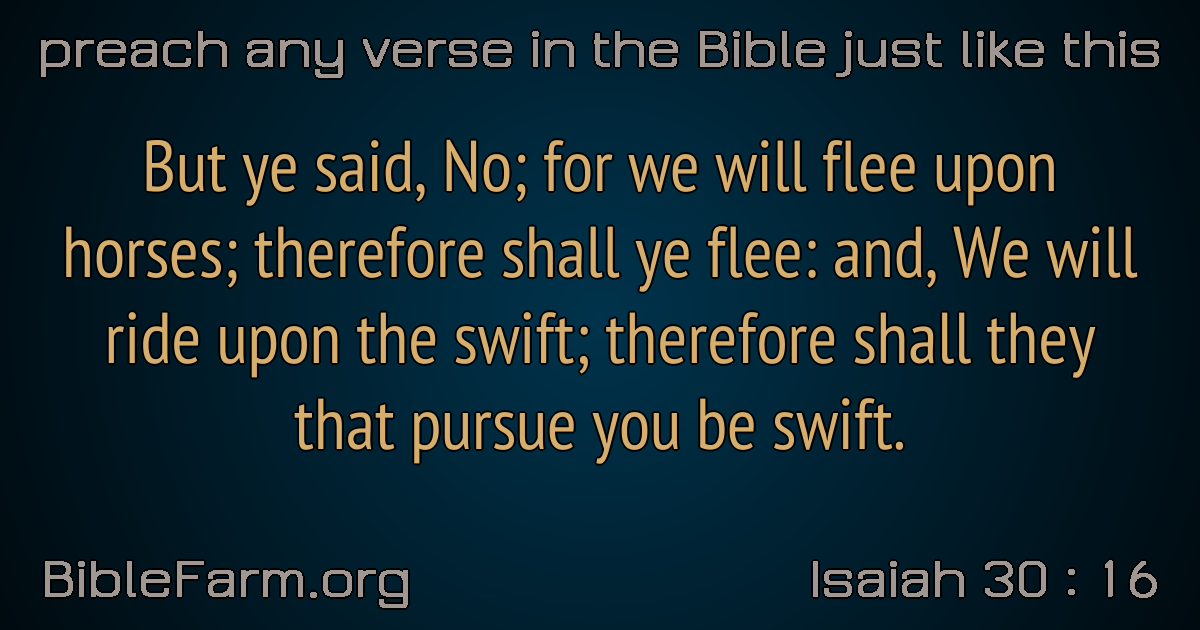 preach any verse in the Bible just like this
But ye said, No; for we will flee upon
horses; therefore shall ye flee: and, We will
ride upon the swift; therefore shall they
that pursue you be swift.
BibleFarm.org
Isaiah 30 : 16